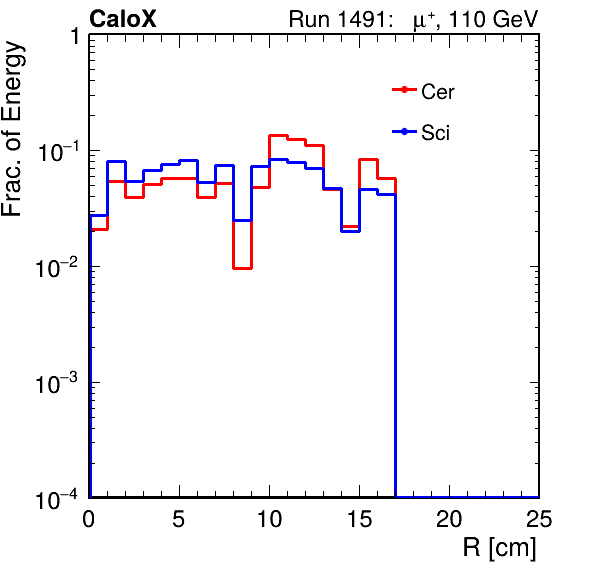 CaloX Run 1491: μ⁺, 110 GeV
Frac. of Energy
1
10⁻¹
10⁻²
10⁻³
10⁻⁴
Cer
Sci
0 5 10 15 20 25
R [cm]